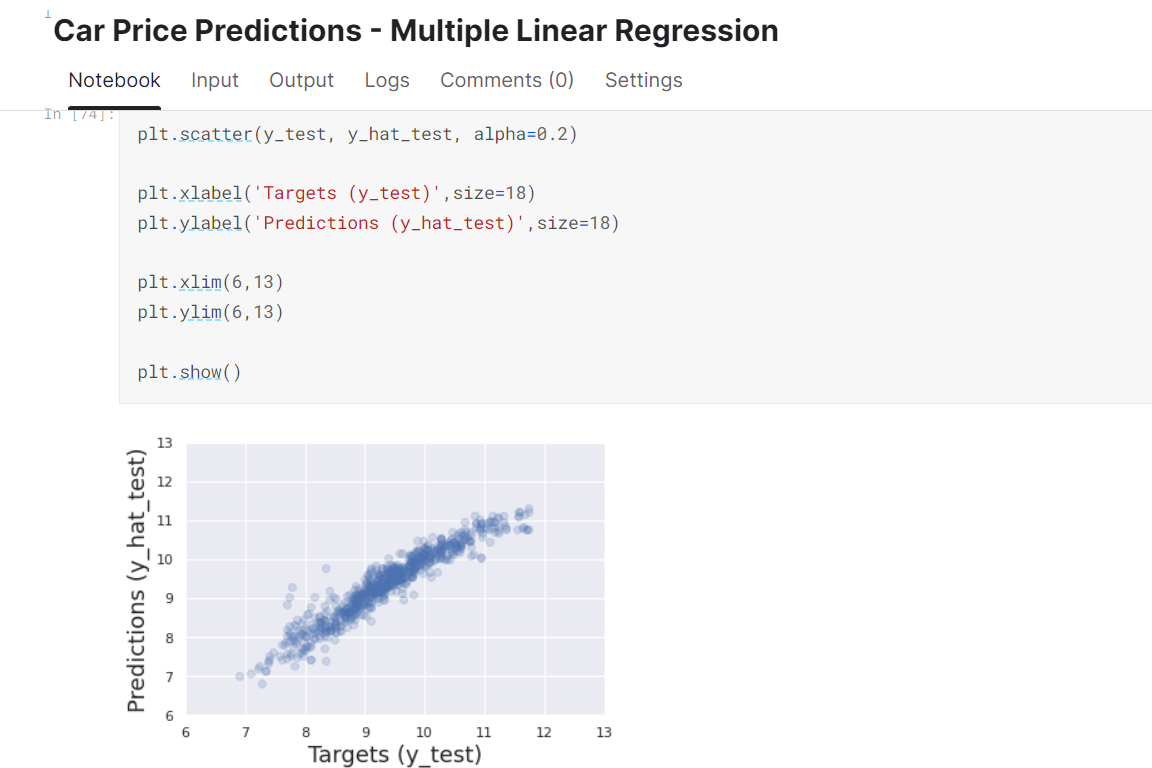 Car Price Predictions - Multiple Linear Regression
Notebook Input Output Logs Comments (0) Settings
In [74]:
plt.scatter(y_test, y_hat_test, alpha=0.2)
plt.xlabel('Targets (y_test)',size=18)
plt.ylabel('Predictions (y_hat_test)',size=18)
plt.xlim(6,13)
plt.ylim(6,13)
plt.show()
Predictions (y_hat_test)
13
12
11
10
9
8
7
6
6 7 8 9 10 11 12 13
Targets (y_test)